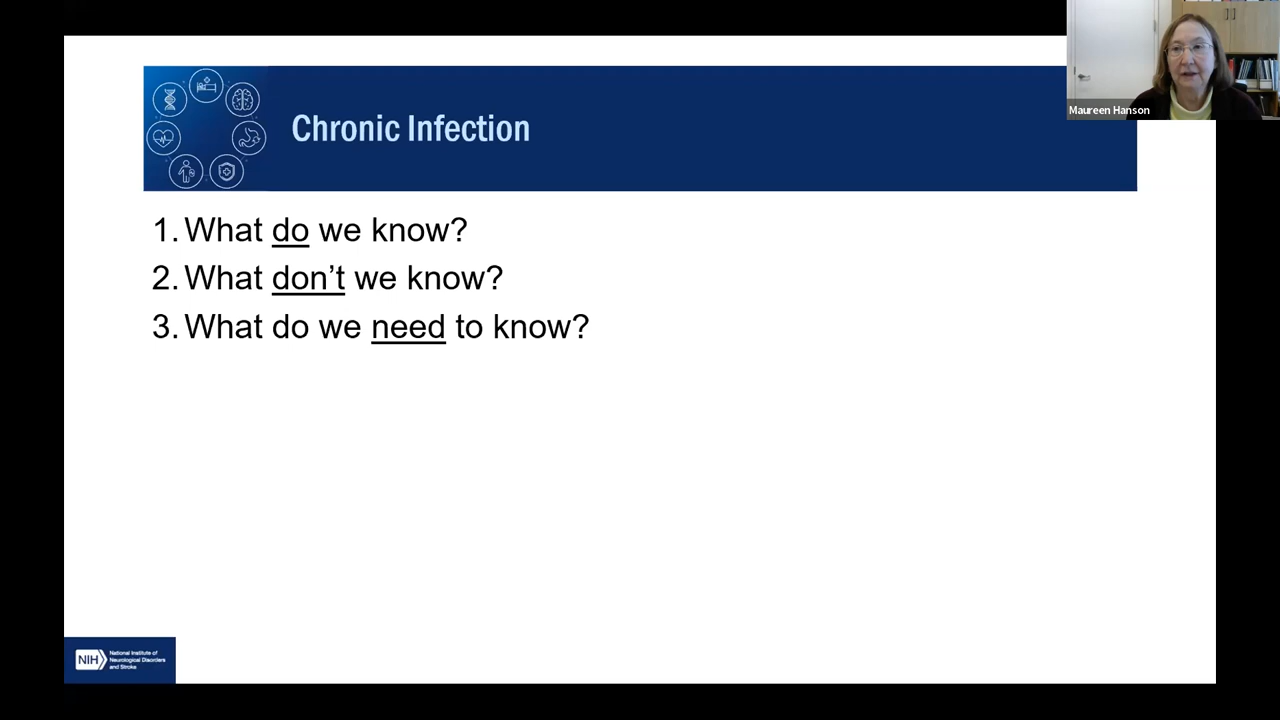 Maureen Hanson
Chronic Infection
1. What do we know?
2. What don't we know?
3. What do we need to know?
NIH
National Institute of
Neurological Disorders
and Stroke